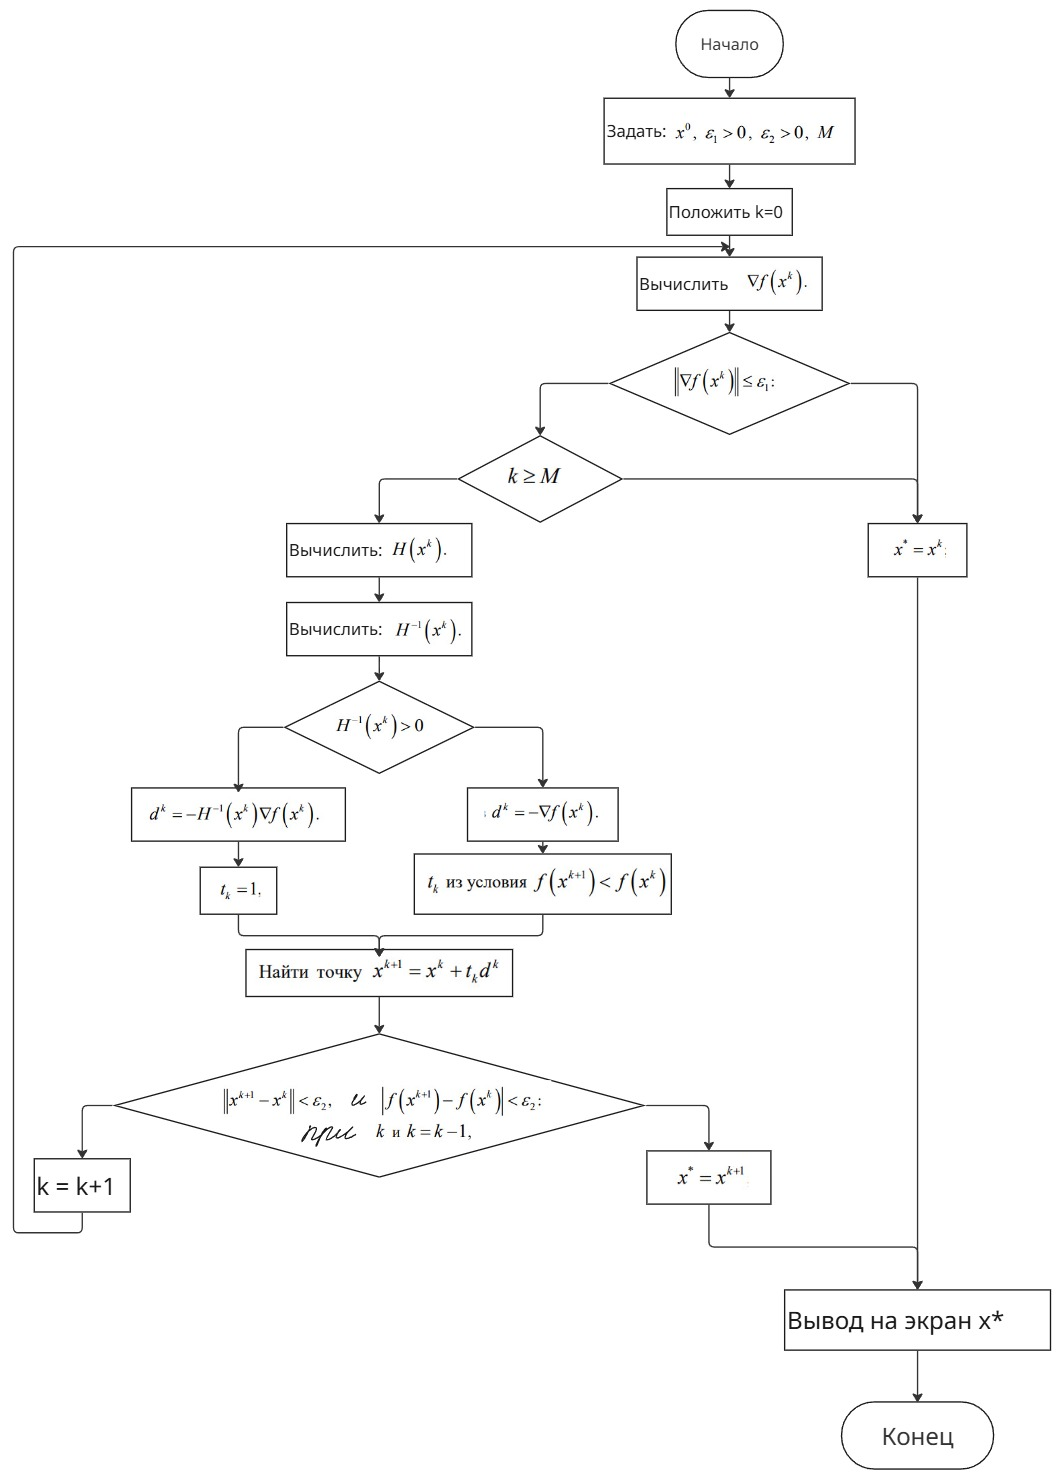 Начало
Задать: x⁰, ε₁ > 0, ε₂ > 0, M
Положить k=0
Вычислить ∇f(xᵏ).
‖∇f(xᵏ)‖ ≤ ε₁:
k ≥ M
Вычислить: H(xᵏ).
x* = xᵏ;
Вычислить: H⁻¹(xᵏ).
H⁻¹(xᵏ) > 0
dᵏ = −H⁻¹(xᵏ)∇f(xᵏ).
dᵏ = −∇f(xᵏ).
tₖ = 1,
tₖ из условия f(xᵏ⁺¹) < f(xᵏ)
Найти точку xᵏ⁺¹ = xᵏ + tₖdᵏ
‖xᵏ⁺¹ − xᵏ‖ < ε₂, и |f(xᵏ⁺¹) − f(xᵏ)| < ε₂:
при k и k = k −1,
k = k+1
x* = xᵏ⁺¹
Вывод на экран x*
Конец